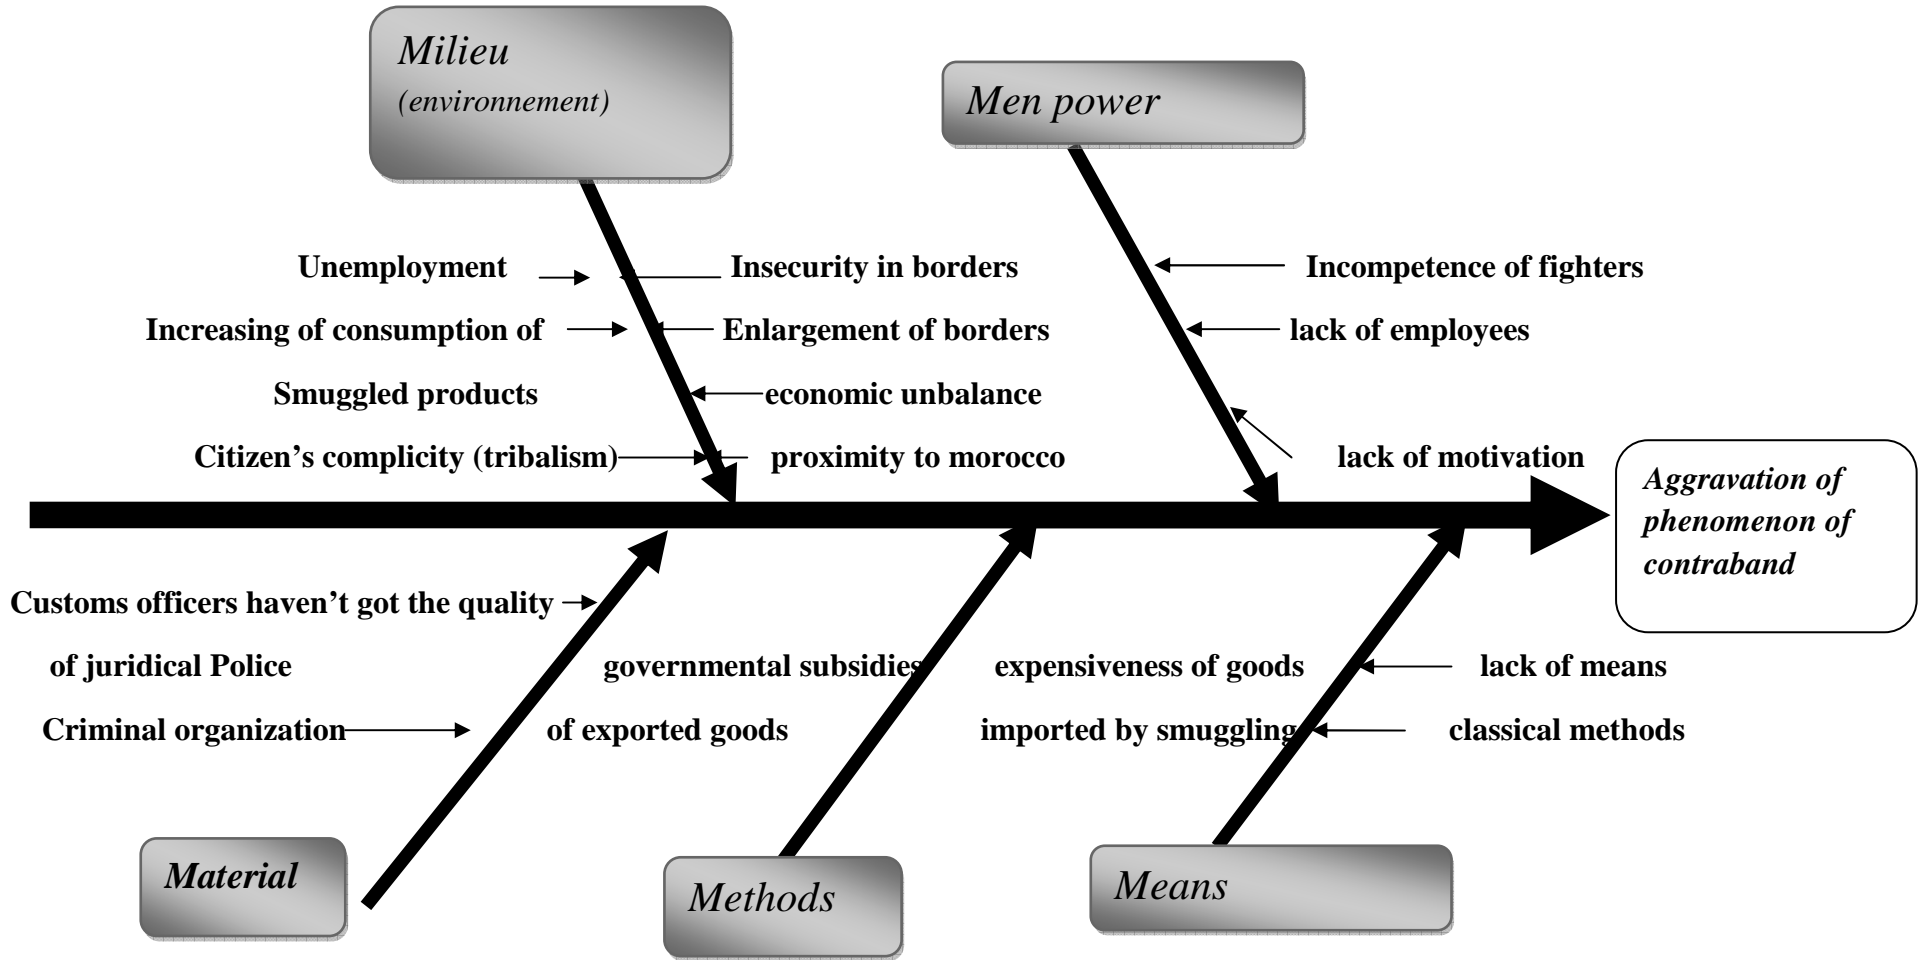 Milieu
(environnement)
Men power
Unemployment
Insecurity in borders
Incompetence of fighters
Increasing of consumption of
Enlargement of borders
lack of employees
Smuggled products
economic unbalance
Citizen’s complicity (tribalism)
proximity to morocco
lack of motivation
Aggravation of
phenomenon of
contraband
Customs officers haven’t got the quality
of juridical Police
governmental subsidies
expensiveness of goods
lack of means
Criminal organization
of exported goods
imported by smuggling
classical methods
Material
Methods
Means